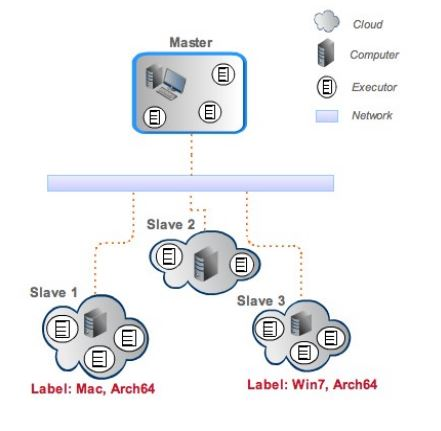 Cloud
Master
Computer
Executor
Network
Slave 2
Slave 1
Slave 3
Label: Mac, Arch64
Label: Win7, Arch64